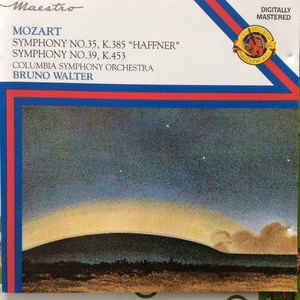 Maestro
DIGITALLY
MASTERED
MOZART
SYMPHONY NO.35, K.385 "HAFFNER"
SYMPHONY NO.39, K.453
COLUMBIA SYMPHONY ORCHESTRA
BRUNO WALTER